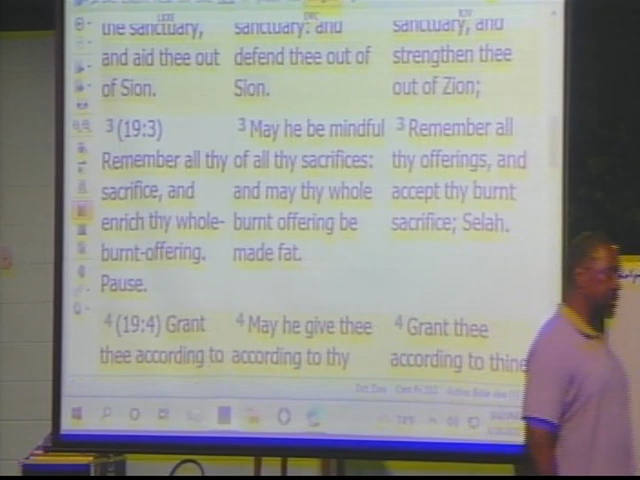 LXXE
DRC
KJV
the sanctuary,
and aid thee out
of Sion.
3 (19:3)
Remember all thy
sacrifice, and
enrich thy whole-
burnt-offering.
Pause.
4 (19:4) Grant
thee according to
sanctuary: and
defend thee out of
Sion.
3 May he be mindful
of all thy sacrifices:
and may thy whole
burnt offering be
made fat.
4 May he give thee
according to thy
sanctuary, and
strengthen thee
out of Zion;
3 Remember all
thy offerings, and
accept thy burnt
sacrifice; Selah.
4 Grant thee
according to thine